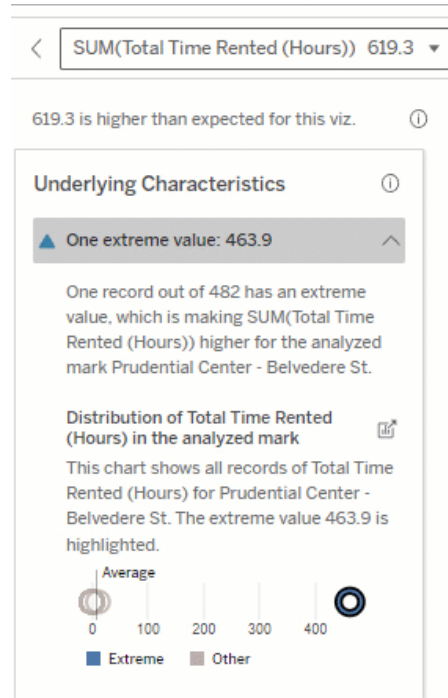 SUM(Total Time Rented (Hours)) 619.3
619.3 is higher than expected for this viz.
Underlying Characteristics
One extreme value: 463.9
One record out of 482 has an extreme
value, which is making SUM(Total Time
Rented (Hours)) higher for the analyzed
mark Prudential Center - Belvedere St.
Distribution of Total Time Rented
(Hours) in the analyzed mark
This chart shows all records of Total Time
Rented (Hours) for Prudential Center -
Belvedere St. The extreme value 463.9 is
highlighted.
Average
0 100 200 300 400
Extreme Other